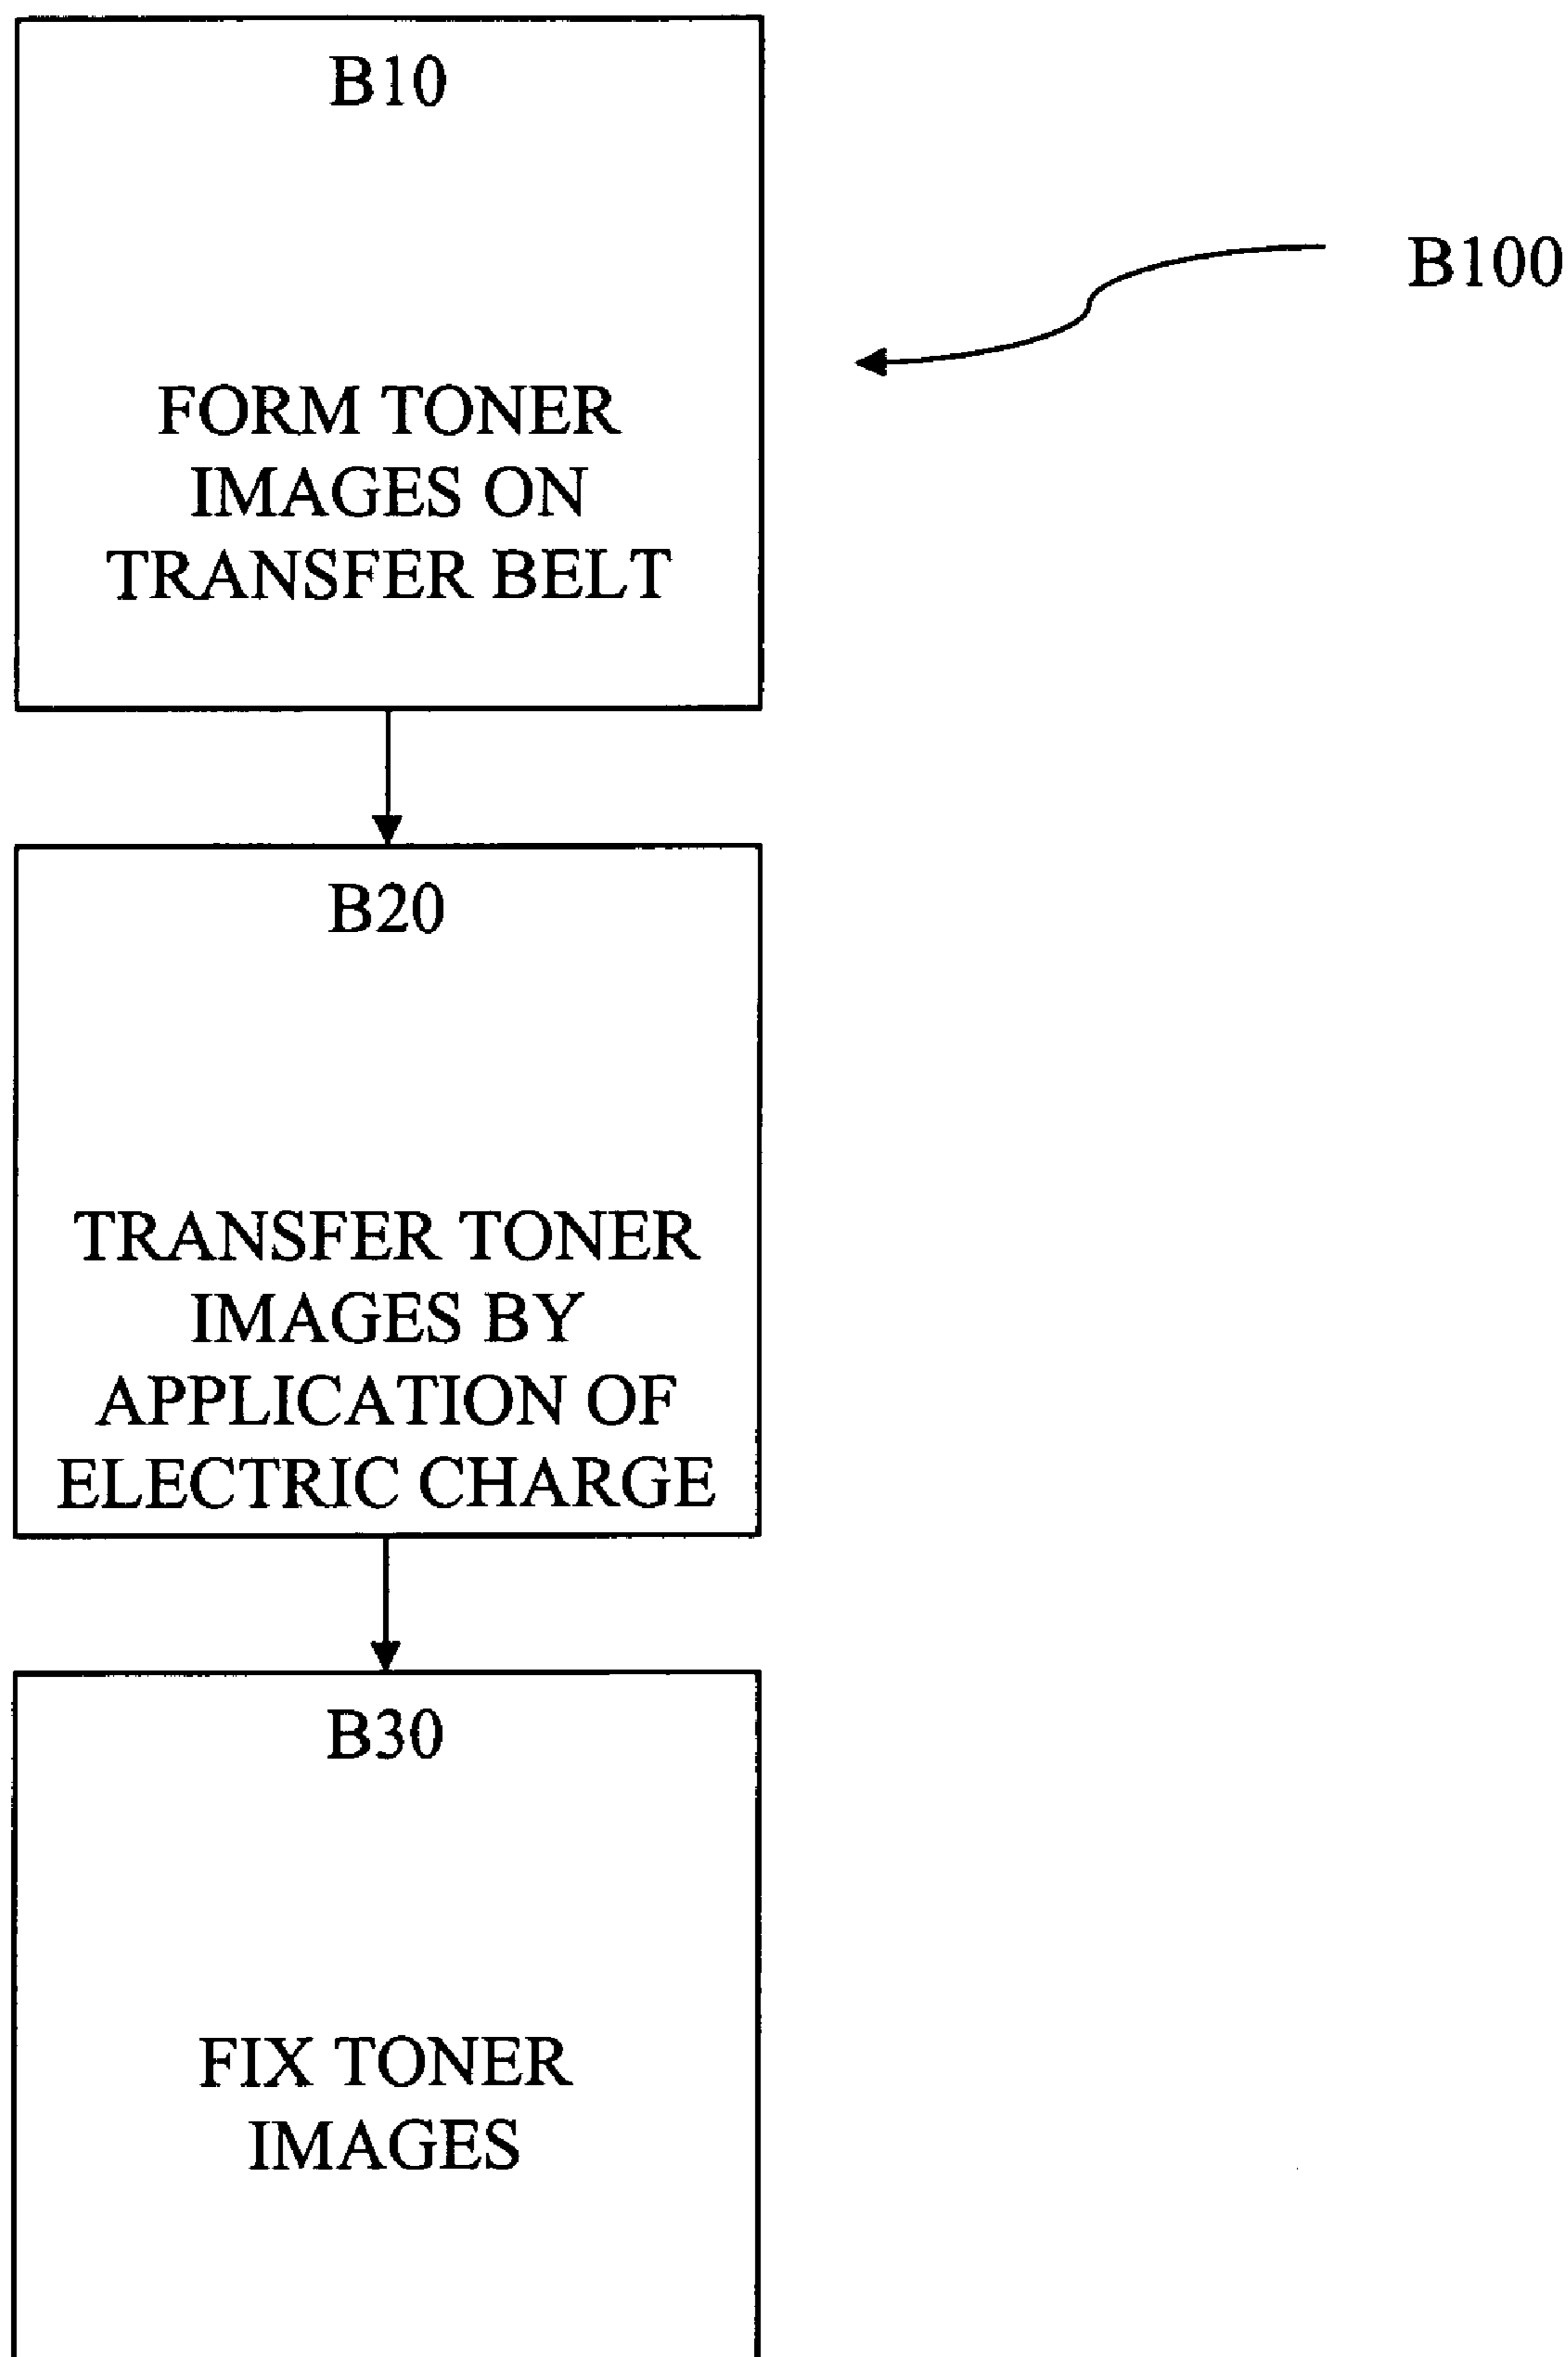 B10
FORM TONER
IMAGES ON
TRANSFER BELT
B100
B20
TRANSFER TONER
IMAGES BY
APPLICATION OF
ELECTRIC CHARGE
B30
FIX TONER
IMAGES